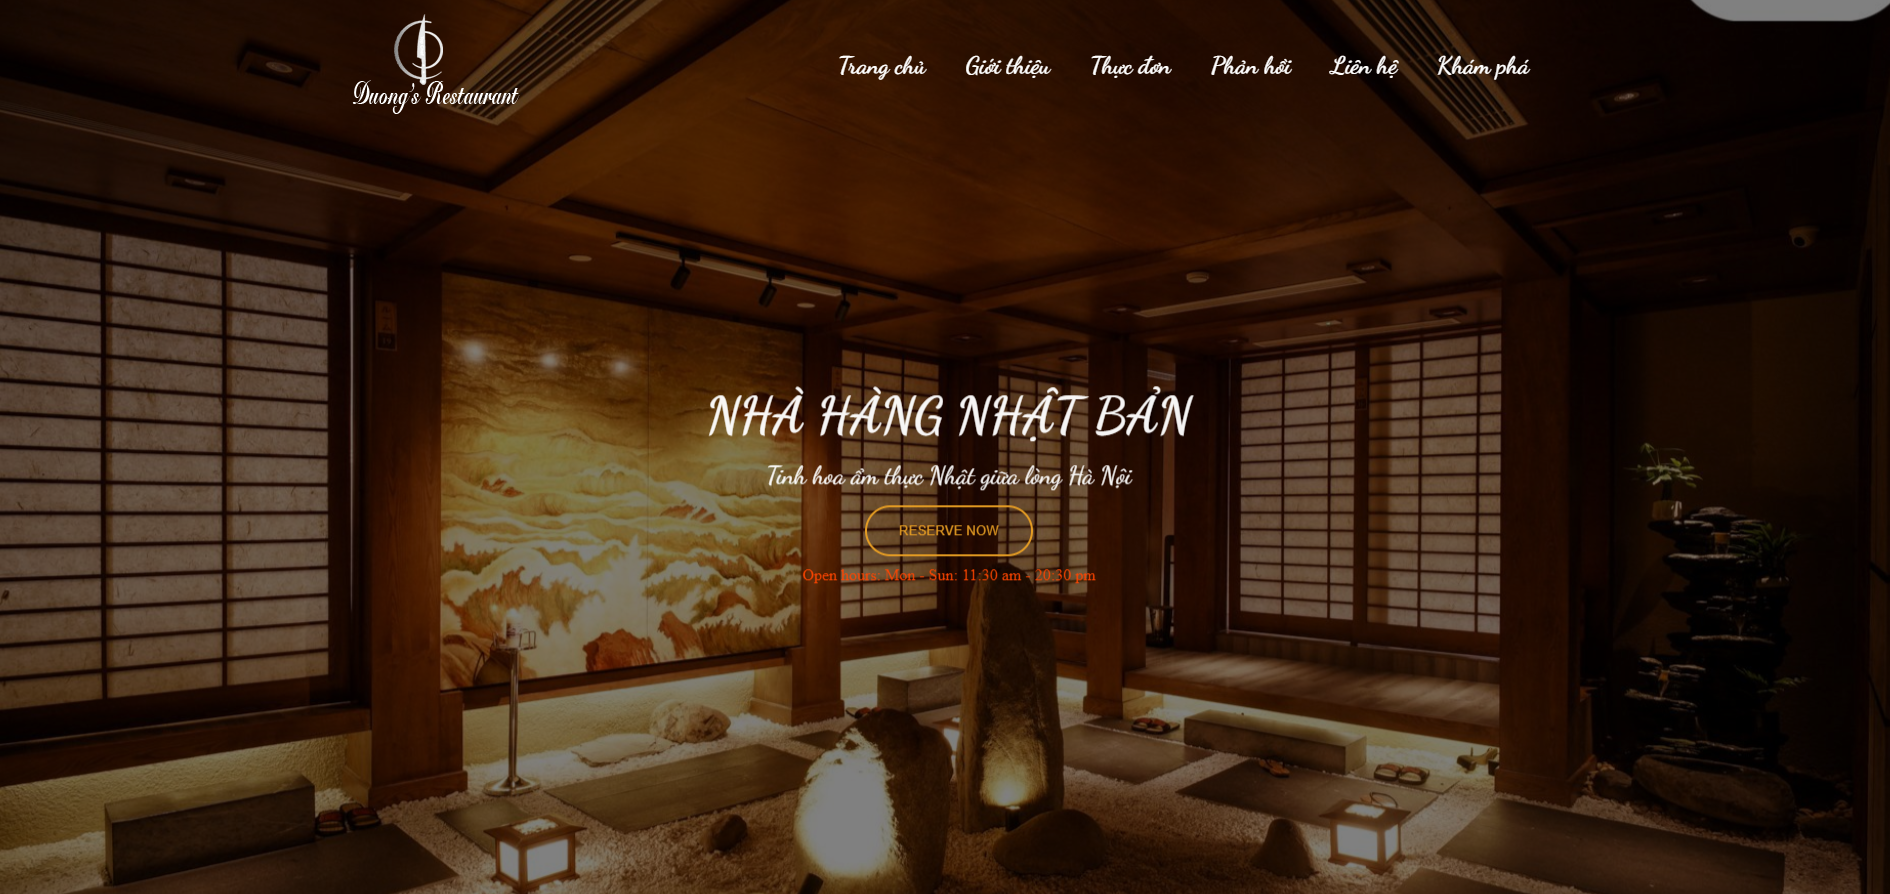 Duong's Restaurant
Trang chủ Giới thiệu Thực đơn Phản hồi Liên hệ Khám phá
NHÀ HÀNG NHẬT BẢN
Tinh hoa ẩm thực Nhật giữa lòng Hà Nội
RESERVE NOW
Open hours: Mon - Sun: 11:30 am - 20:30 pm